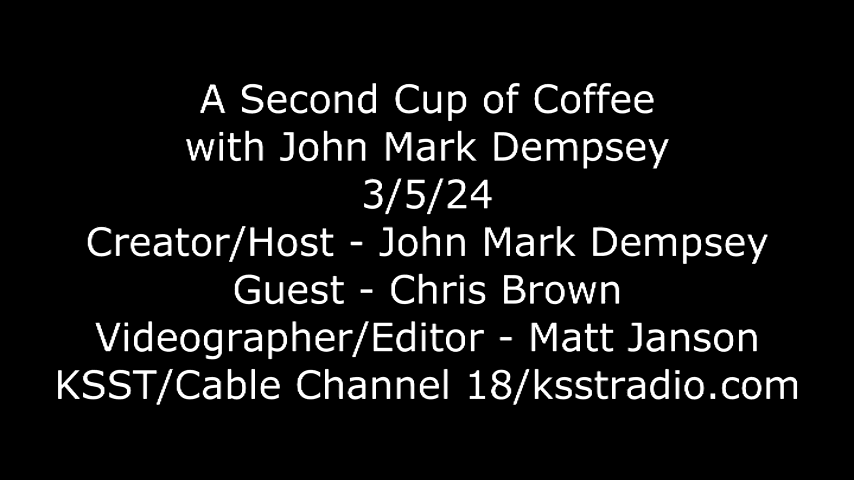 A Second Cup of Coffee
with John Mark Dempsey
3/5/24
Creator/Host - John Mark Dempsey
Guest - Chris Brown
Videographer/Editor - Matt Janson
KSST/Cable Channel 18/ksstradio.com